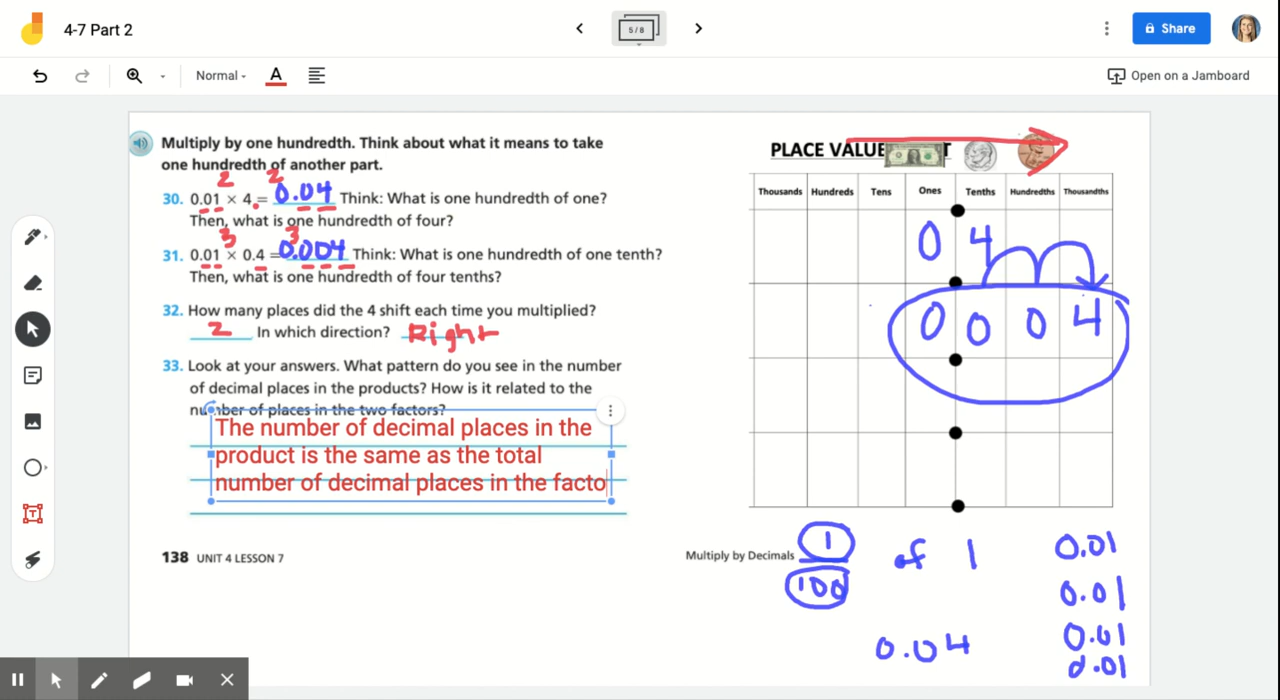 4-7 Part 2
5 / 8
Share
Normal
A
Open on a Jamboard
Multiply by one hundredth. Think about what it means to take
one hundredth of another part.
2 2
30. 0.01 × 4. = 0.04 Think: What is one hundredth of one?
Then, what is one hundredth of four?
3 3
31. 0.01 × 0.4 = 0.004 Think: What is one hundredth of one tenth?
Then, what is one hundredth of four tenths?
32. How many places did the 4 shift each time you multiplied?
2 In which direction? Right
33. Look at your answers. What pattern do you see in the number
of decimal places in the products? How is it related to the
number of places in the two factors?
The number of decimal places in the
product is the same as the total
number of decimal places in the facto
138 UNIT 4 LESSON 7
PLACE VALUE T
Thousands Hundreds Tens Ones Tenths Hundredths Thousandths
0 4
0 0 0 4
Multiply by Decimals
1
100
of 1
0.04
0.01
0.01
0.01
0.01